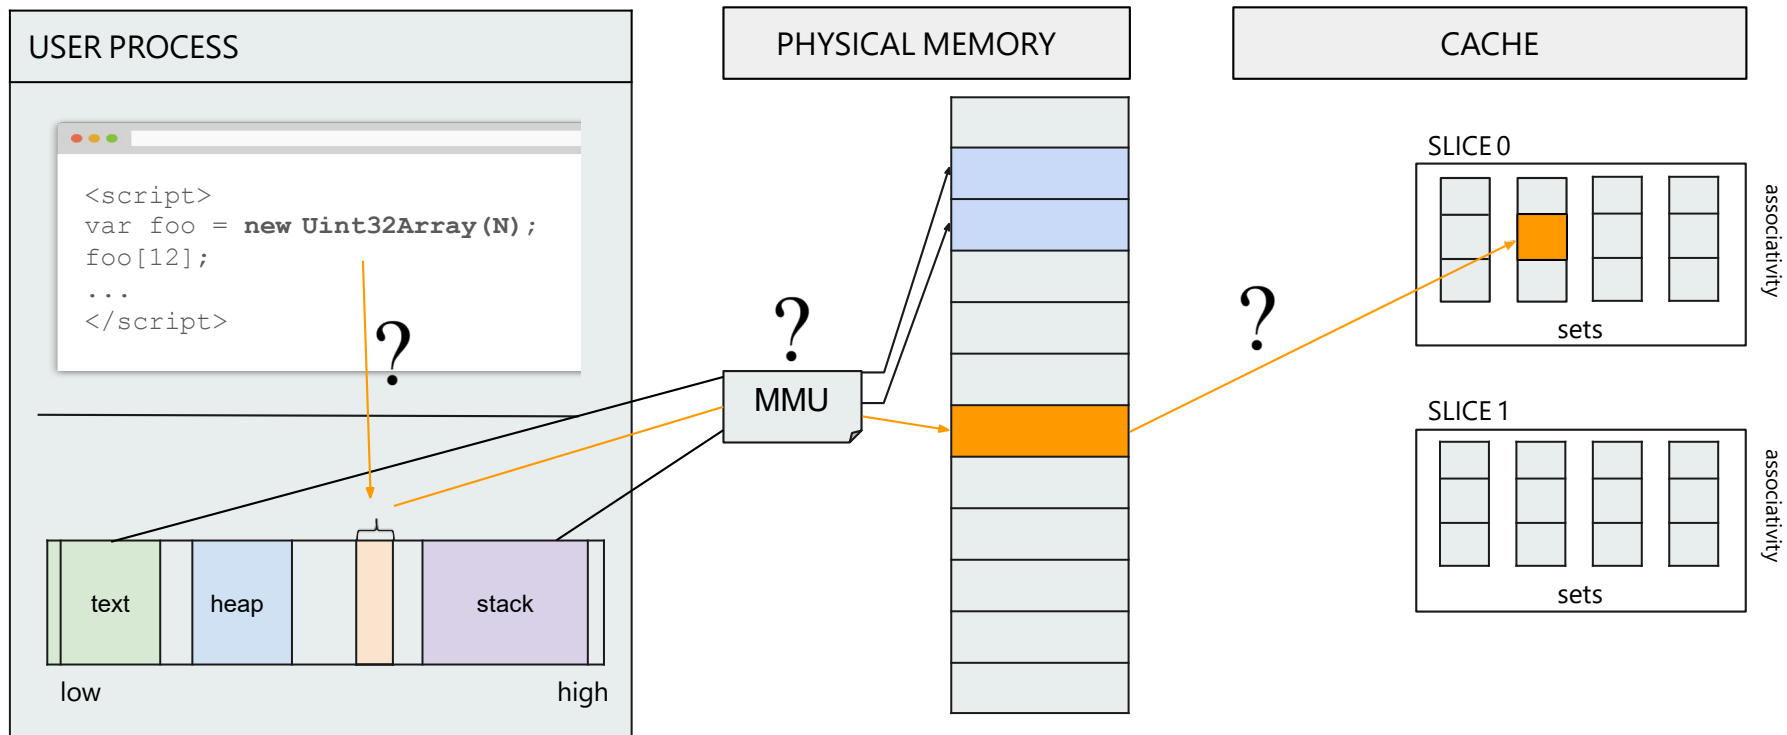 USER PROCESS
PHYSICAL MEMORY
CACHE
<script>
var foo = new Uint32Array(N);
foo[12];
...
</script>
?
?
?
MMU
SLICE 0
associativity
sets
SLICE 1
associativity
sets
text
heap
stack
low
high